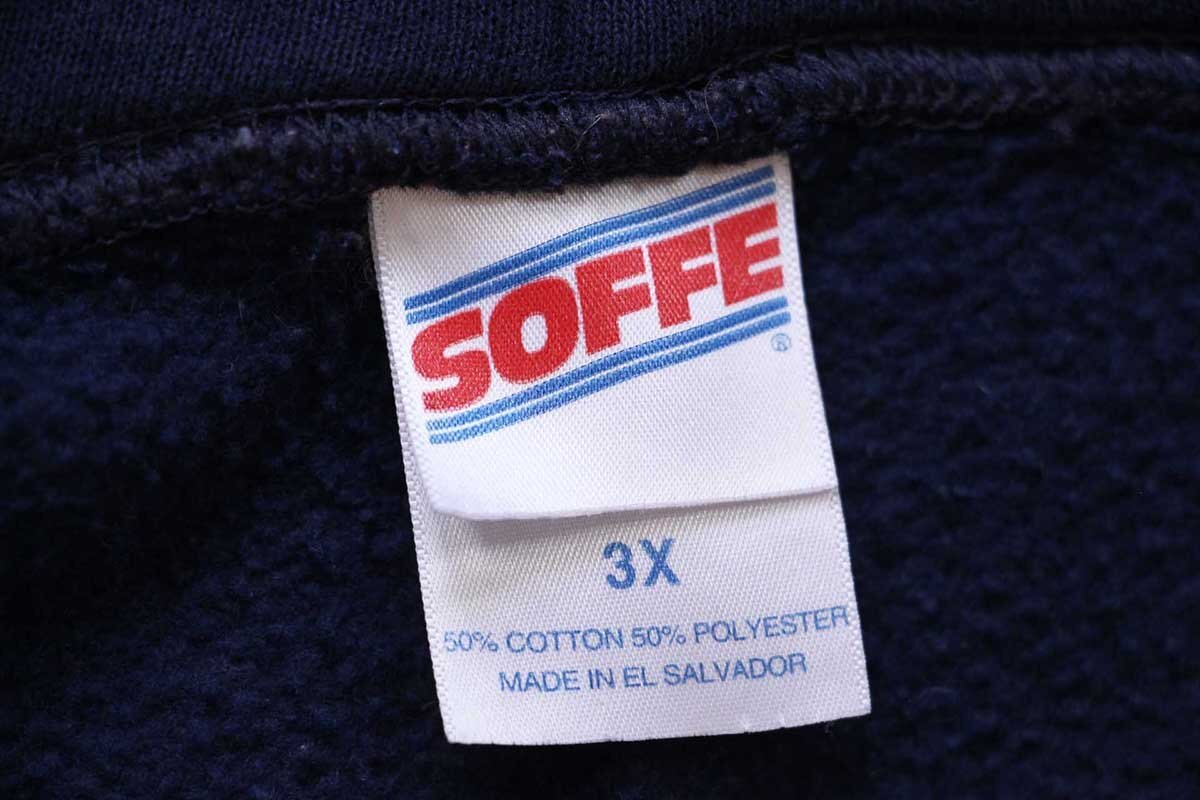 SOFFE
®
3X
50% COTTON 50% POLYESTER
MADE IN EL SALVADOR